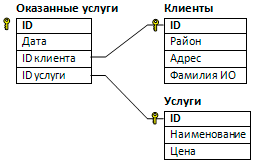 Оказанные услуги
ID
Дата
ID клиента
ID услуги
Клиенты
ID
Район
Адрес
Фамилия ИО
Услуги
ID
Наименование
Цена